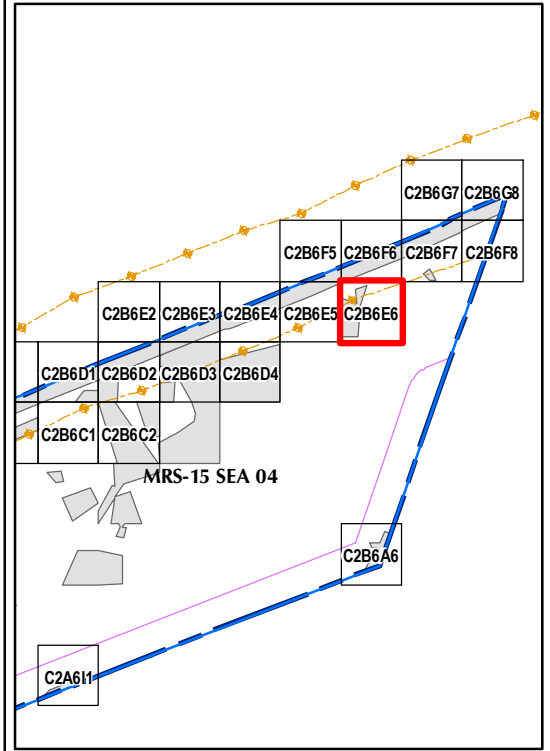 C2B6G7 C2B6G8
C2B6F5 C2B6F6 C2B6F7 C2B6F8
C2B6E2 C2B6E3 C2B6E4 C2B6E5 C2B6E6
C2B6D1 C2B6D2 C2B6D3 C2B6D4
C2B6C1 C2B6C2
MRS-15 SEA 04
C2B6A6
C2A6I1